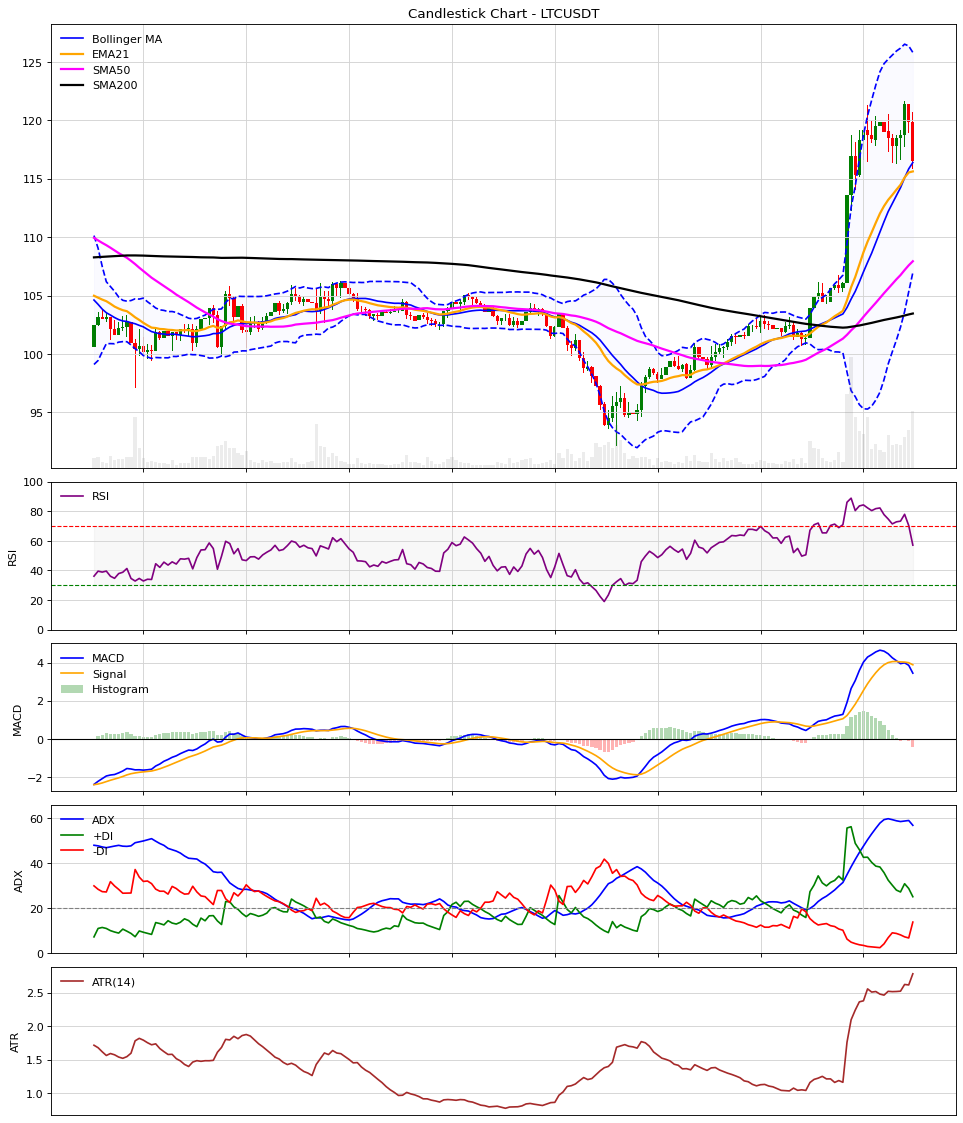 Candlestick Chart - LTCUSDT
Bollinger MA
EMA21
SMA50
SMA200
125
120
115
110
105
100
95
RSI
100
80
60
40
20
0
RSI
MACD
Signal
Histogram
4
2
0
−2
MACD
ADX
+DI
-DI
60
40
20
0
ADX
ATR(14)
2.5
2.0
1.5
1.0
ATR